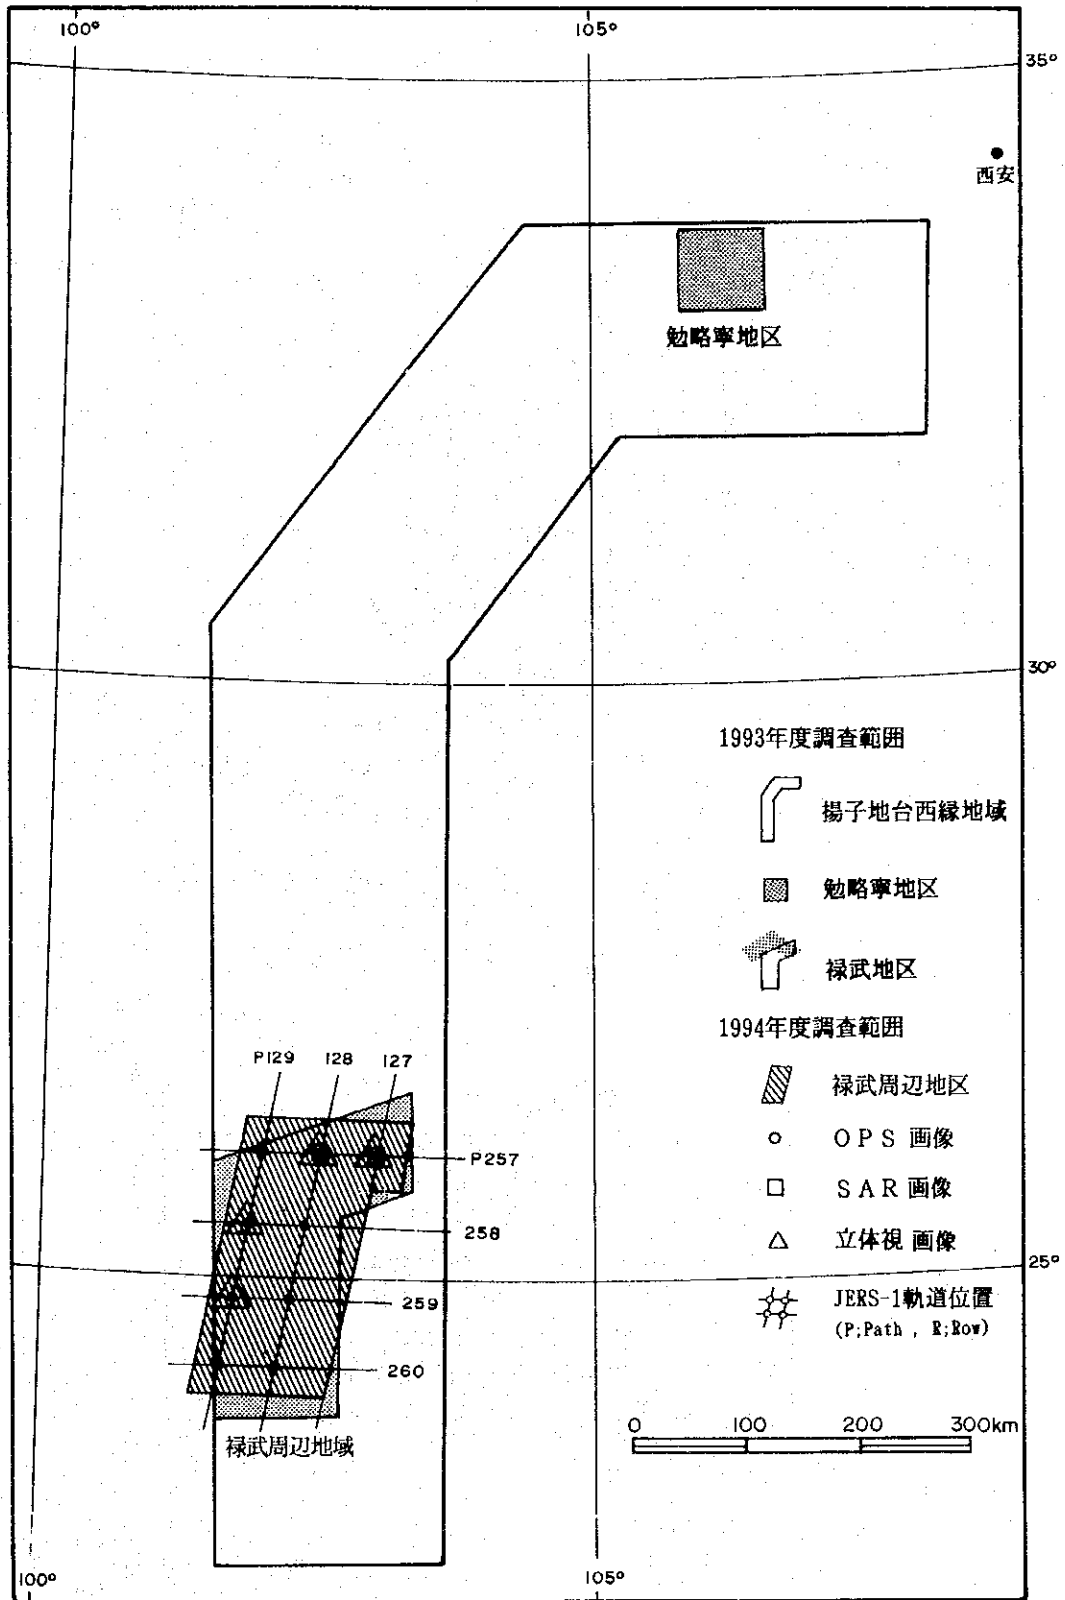 100°
105°
35°
西安
勉略寧地区
30°
1993年度調査範囲
揚子地台西縁地域
勉略寧地区
禄武地区
1994年度調査範囲
禄武周辺地区
OPS 画像
SAR 画像
立体視 画像
JERS-1軌道位置
(P;Path , R;Row)
P129 128 127
P257
258
25°
259
260
禄武周辺地域
0 100 200 300km
100°
105°